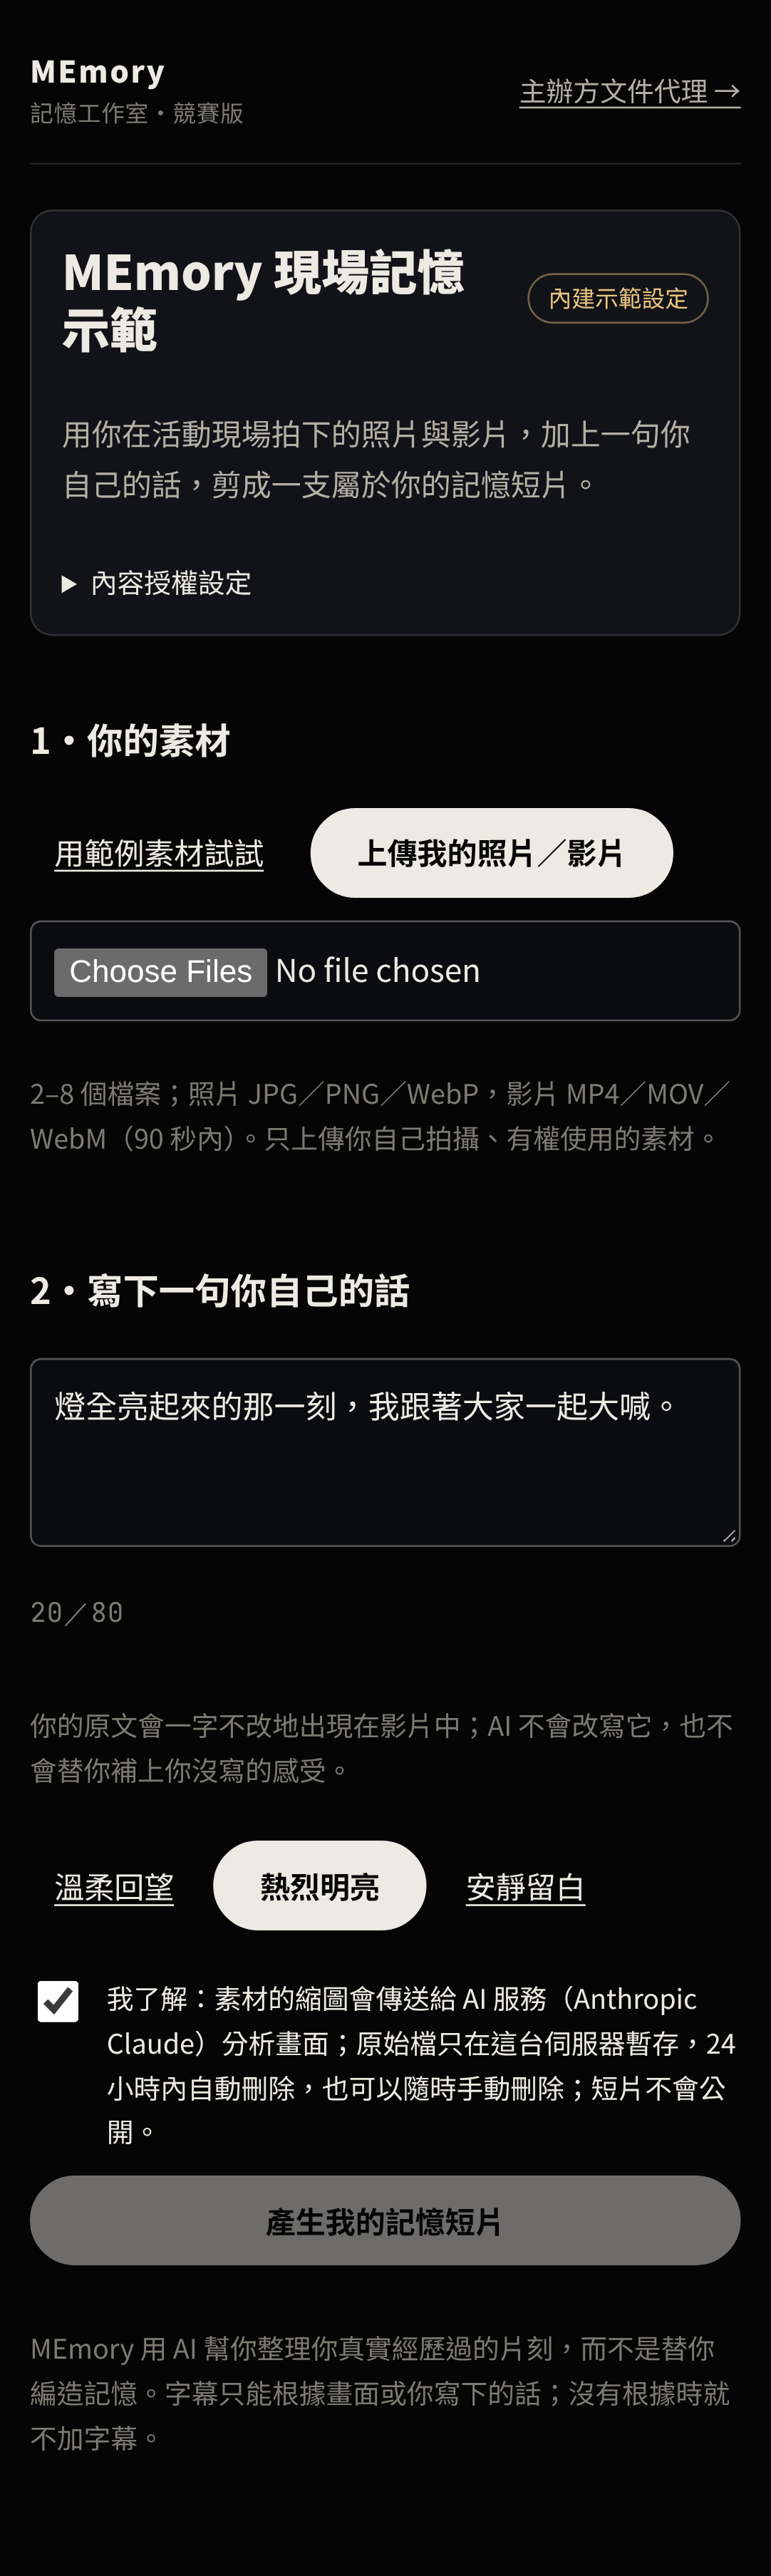 MEmory
記憶工作室・競賽版
主辦方文件代理 →
MEmory 現場記憶
示範
內建示範設定
用你在活動現場拍下的照片與影片，加上一句你
自己的話，剪成一支屬於你的記憶短片。
▶ 內容授權設定
1・你的素材
用範例素材試試
上傳我的照片／影片
Choose Files No file chosen
2–8 個檔案；照片 JPG／PNG／WebP，影片 MP4／MOV／
WebM（90 秒內）。只上傳你自己拍攝、有權使用的素材。
2・寫下一句你自己的話
燈全亮起來的那一刻，我跟著大家一起大喊。
20／80
你的原文會一字不改地出現在影片中；AI 不會改寫它，也不
會替你補上你沒寫的感受。
溫柔回望
熱烈明亮
安靜留白
我了解：素材的縮圖會傳送給 AI 服務（Anthropic
Claude）分析畫面；原始檔只在這台伺服器暫存，24
小時內自動刪除，也可以隨時手動刪除；短片不會公
開。
產生我的記憶短片
MEmory 用 AI 幫你整理你真實經歷過的片刻，而不是替你
編造記憶。字幕只能根據畫面或你寫下的話；沒有根據時就
不加字幕。